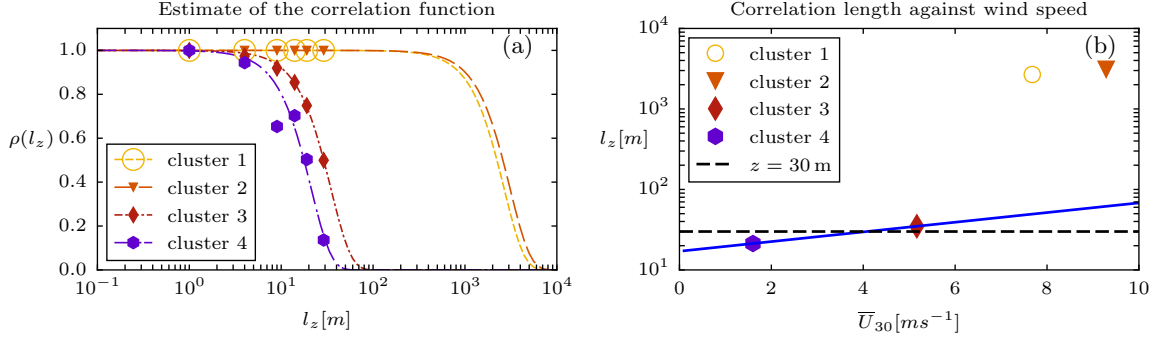 Estimate of the correlation function
(a)
ρ(l_z)
1.0
0.8
0.6
0.4
0.2
0.0
cluster 1
cluster 2
cluster 3
cluster 4
10^{-1} 10^0 10^1 10^2 10^3 10^4
l_z[m]
Correlation length against wind speed
(b)
l_z[m]
10^4
10^3
10^2
10^1
cluster 1
cluster 2
cluster 3
cluster 4
z = 30 m
0 2 4 6 8 10
U̅_{30}[ms^{-1}]